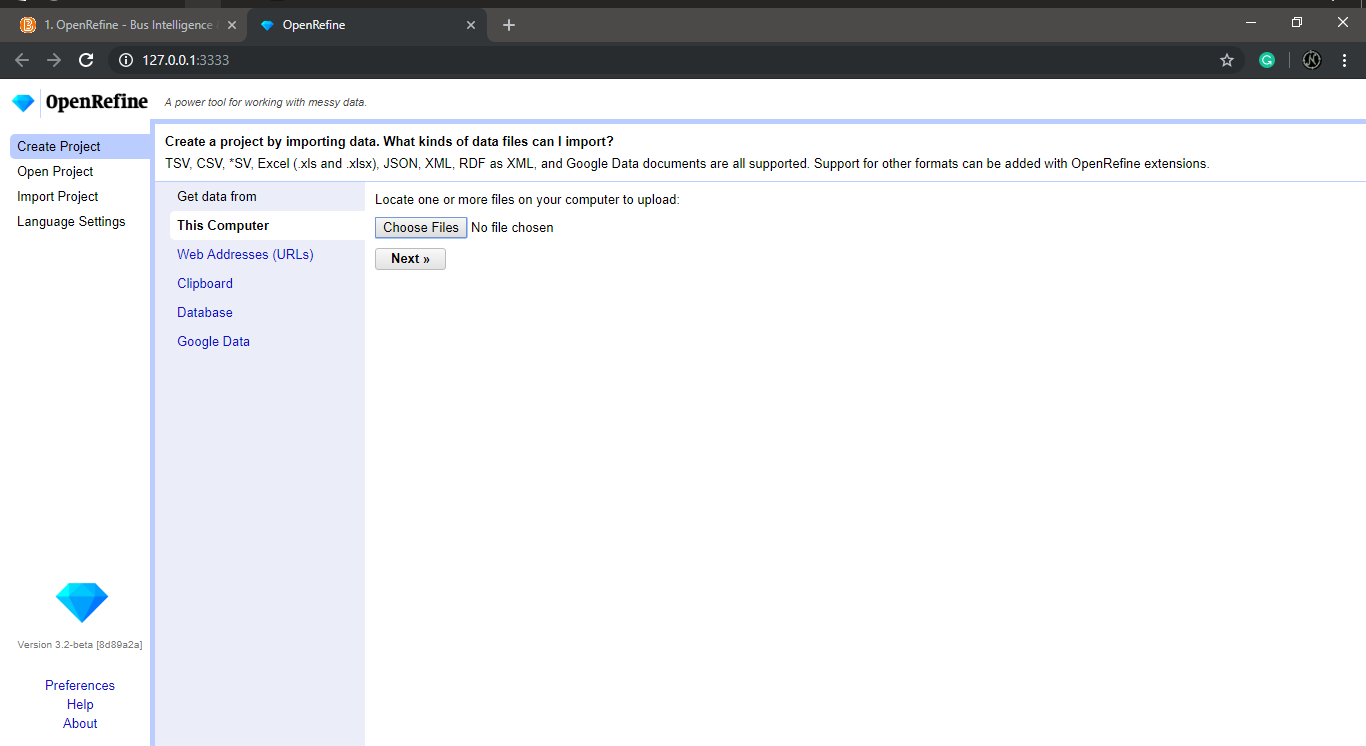 1. OpenRefine - Bus Intelligence
OpenRefine
127.0.0.1:3333
OpenRefine
A power tool for working with messy data.
Create Project
Open Project
Import Project
Language Settings
Create a project by importing data. What kinds of data files can I import?
TSV, CSV, *SV, Excel (.xls and .xlsx), JSON, XML, RDF as XML, and Google Data documents are all supported. Support for other formats can be added with OpenRefine extensions.
Get data from
This Computer
Web Addresses (URLs)
Clipboard
Database
Google Data
Locate one or more files on your computer to upload:
Choose Files No file chosen
Next »
Version 3.2-beta [8d89a2a]
Preferences
Help
About